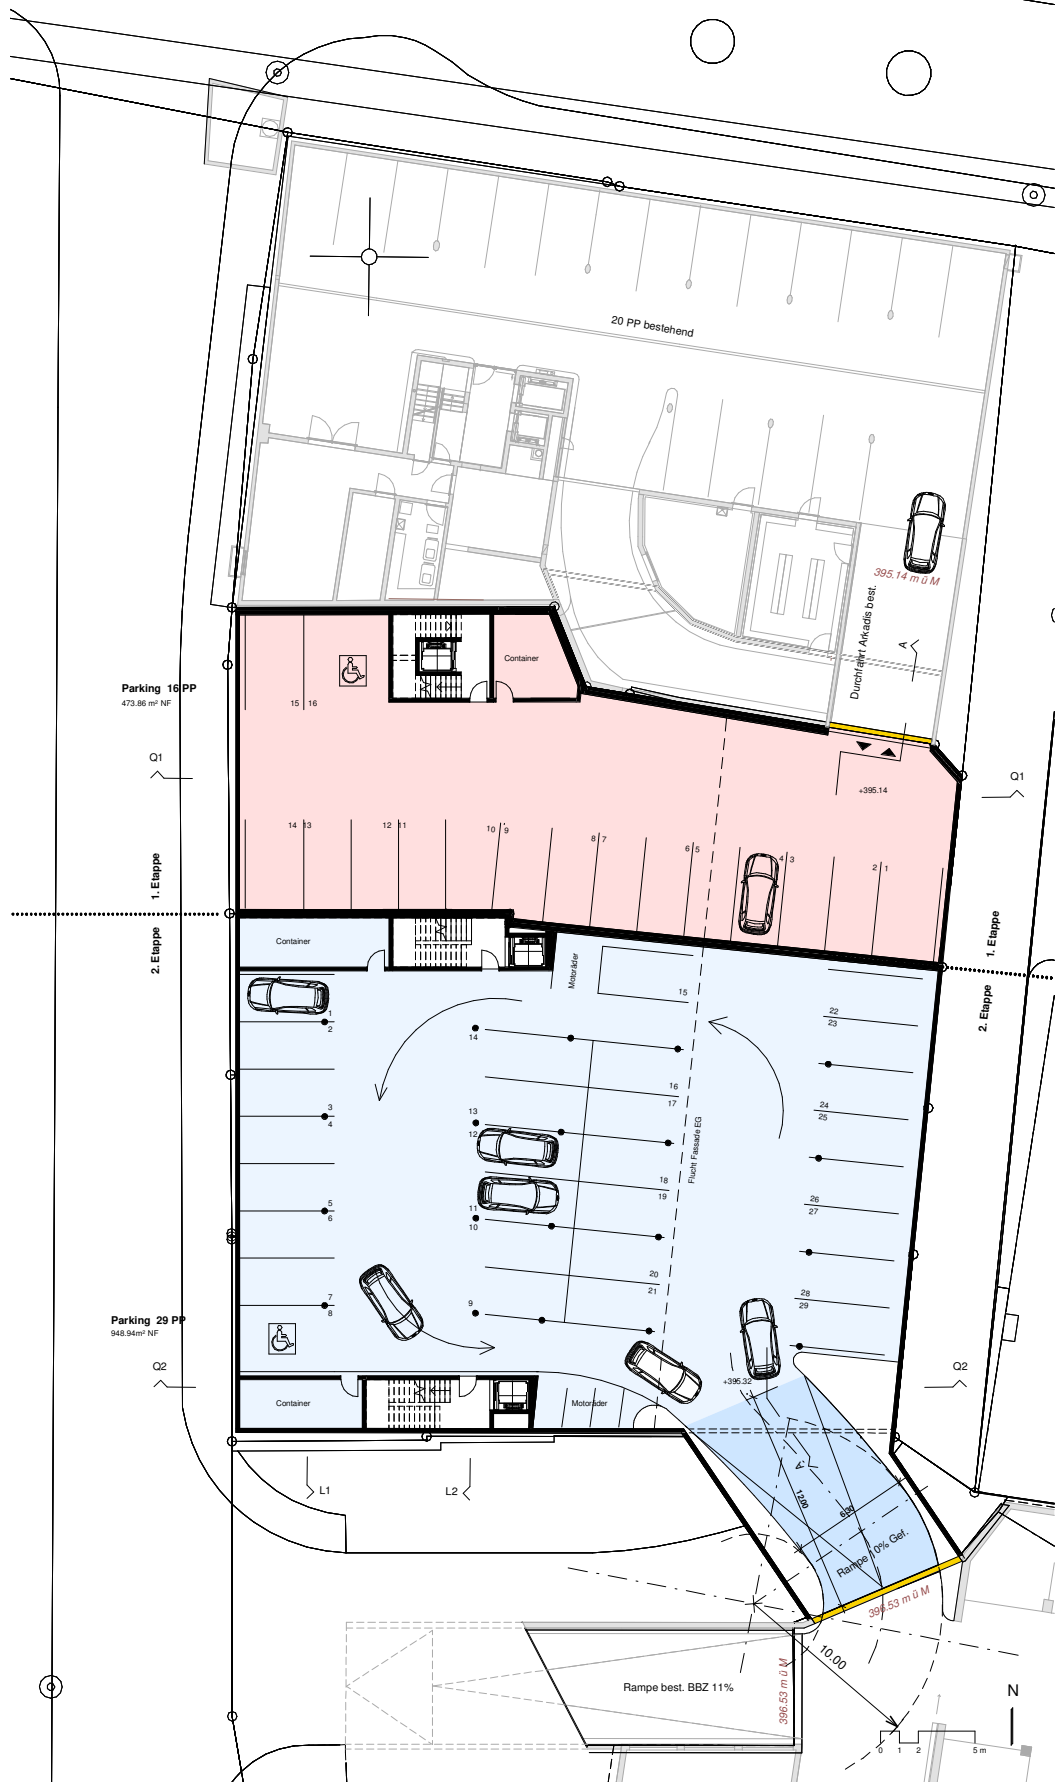 20 PP bestehend
395.14 m ü M
Durchfahrt Arkadis best.
A
Container
Parking 16 PP
473.86 m² NF
15 16
Q1
Q1
+395.14
14 13
12 11
10 9
8 7
6 5
4 3
2 1
1. Etappe
2. Etappe
1. Etappe
2. Etappe
Container
Motorräder
15
1
2
14
22
23
16
17
3
4
13
12
24
25
Flucht Fassade EG
18
19
5
6
11
10
26
27
20
21
7
8
9
28
29
Parking 29 PP
948.94m² NF
Q2
Q2
+395.32
Container
Motorräder
A'
L1
L2
12.00
6.30
Rampe 10% Gef.
396.53 m ü M
10.00
Rampe best. BBZ 11%
396.53 m ü M
N
0 1 2 5 m